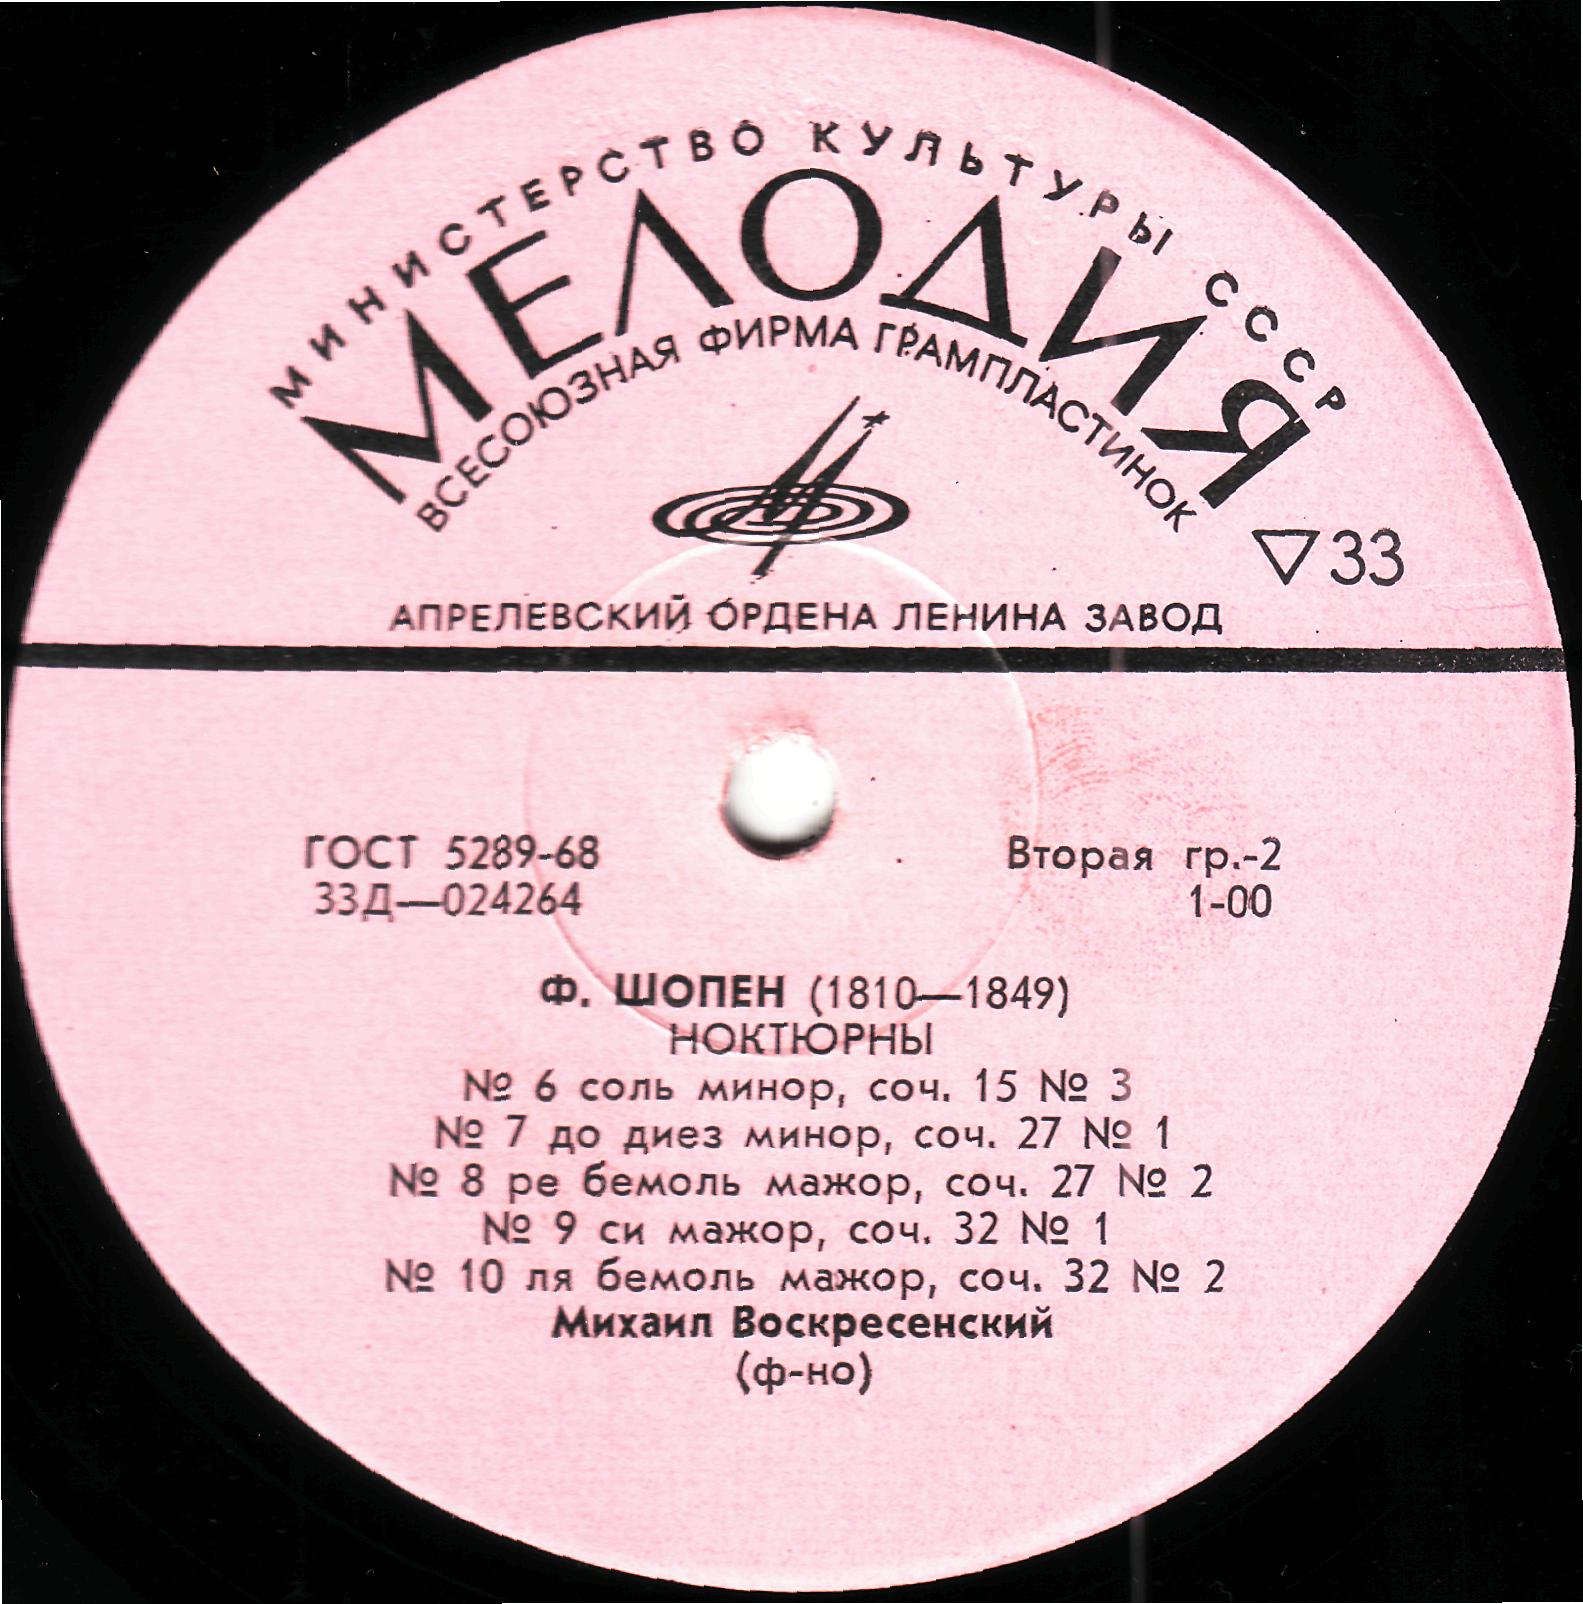 МИНИСТЕРСТВО КУЛЬТУРЫ СССР
МЕЛОДИЯ
ВСЕСОЮЗНАЯ ФИРМА ГРАМПЛАСТИНОК
▽33
АПРЕЛЕВСКИЙ ОРДЕНА ЛЕНИНА ЗАВОД
ГОСТ 5289-68
Вторая гр.-2
33Д—024264
1-00
Ф. ШОПЕН (1810—1849)
НОКТЮРНЫ
№ 6 соль минор, соч. 15 № 3
№ 7 до диез минор, соч. 27 № 1
№ 8 ре бемоль мажор, соч. 27 № 2
№ 9 си мажор, соч. 32 № 1
№ 10 ля бемоль мажор, соч. 32 № 2
Михаил Воскресенский
(ф-но)